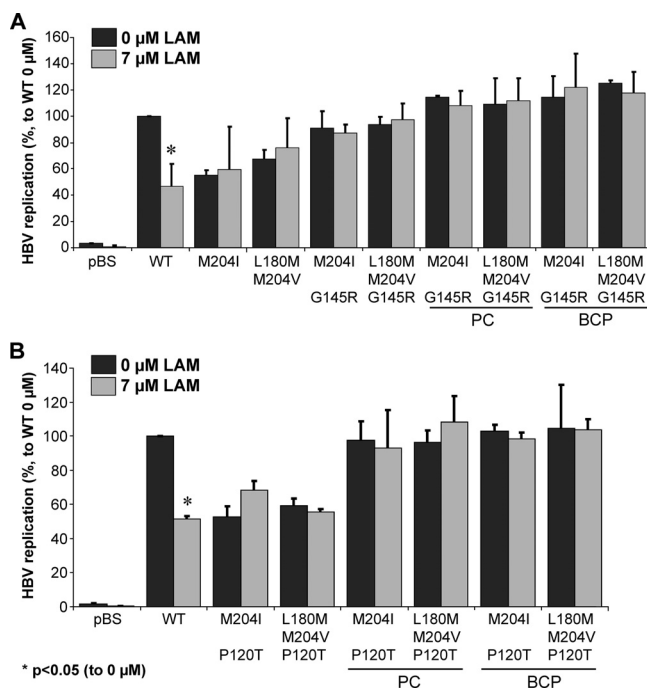 A
0 µM LAM
7 µM LAM
HBV replication (%, to WT 0 µM)
160
140
120
100
80
60
40
20
0
*
pBS WT M204I L180M M204I L180M M204I L180M M204I L180M
M204V M204V M204V M204V
G145R G145R G145R G145R G145R G145R
PC BCP
B
0 µM LAM
7 µM LAM
HBV replication (%, to WT 0 µM)
140
120
100
80
60
40
20
0
*
pBS WT M204I L180M M204I L180M M204I L180M
M204V M204V M204V
P120T P120T P120T P120T P120T P120T
* p<0.05 (to 0 µM)
PC BCP